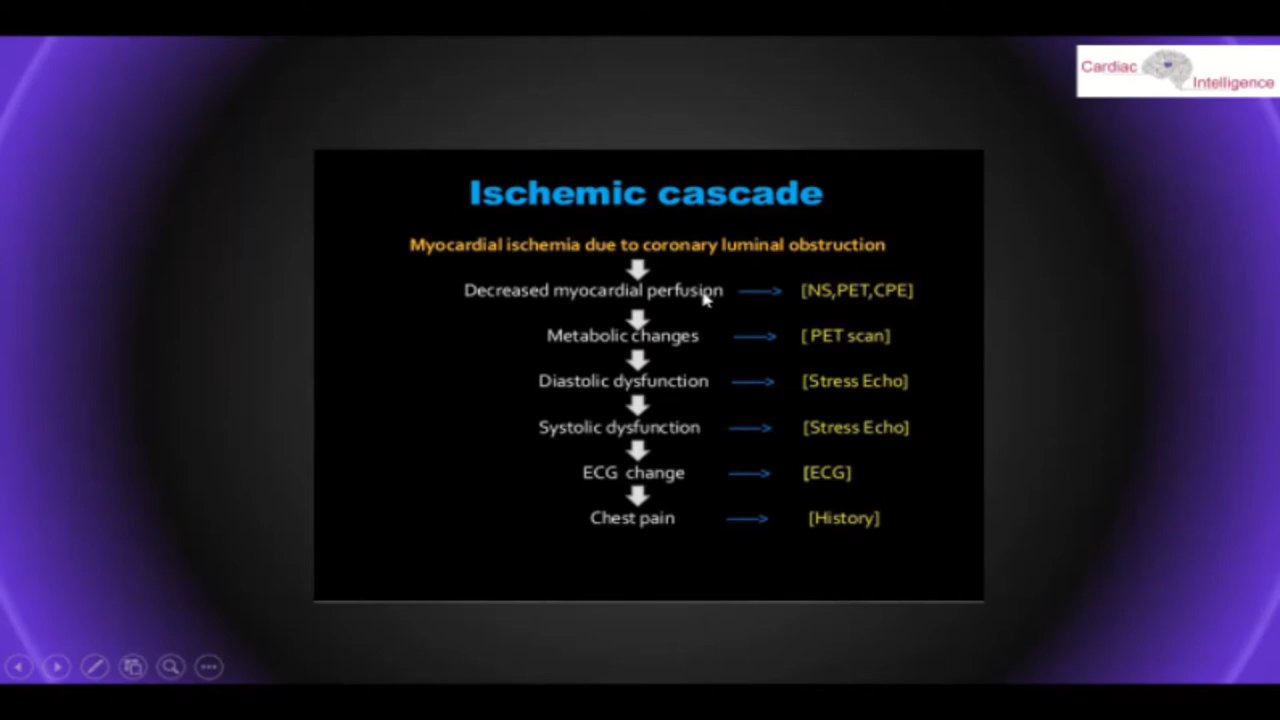 Cardiac
Intelligence
Ischemic cascade
Myocardial ischemia due to coronary luminal obstruction
Decreased myocardial perfusion [NS,PET,CPE]
Metabolic changes [ PET scan]
Diastolic dysfunction [Stress Echo]
Systolic dysfunction [Stress Echo]
ECG change [ECG]
Chest pain [History]